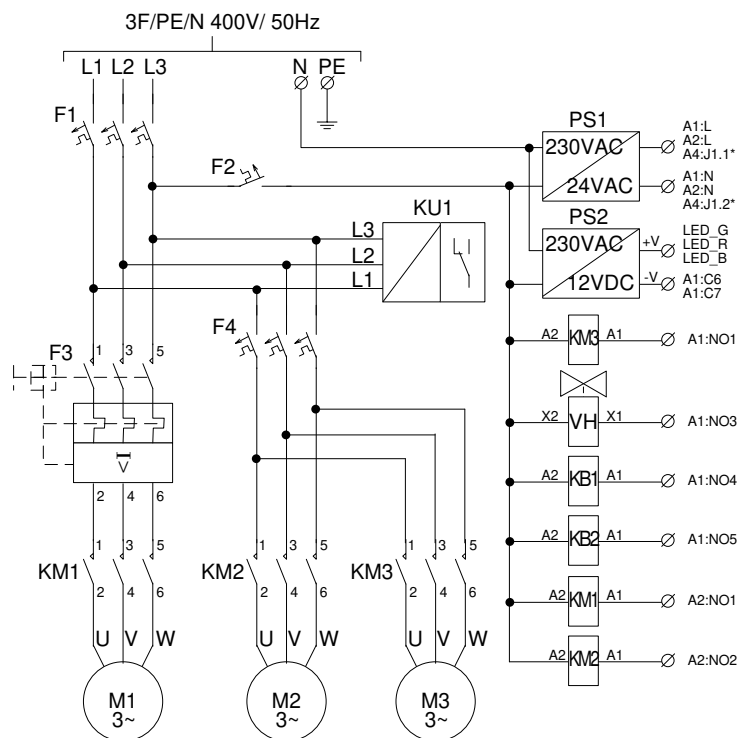 3F/PE/N 400V/ 50Hz
L1 L2 L3 N PE
F1
F2
PS1
230VAC
24VAC
A1:L
A2:L
A4:J1.1*
A1:N
A2:N
A4:J1.2*
KU1
L3
L2
L1
PS2
230VAC
12VDC
+V
-V
LED_G
LED_R
LED_B
A1:C6
A1:C7
F4
F3
1 3 5
2 4 6
I>
A2 KM3 A1 A1:NO1
X2 VH X1 A1:NO3
A2 KB1 A1 A1:NO4
A2 KB2 A1 A1:NO5
A2 KM1 A1 A2:NO1
A2 KM2 A1 A2:NO2
KM1
1 3 5
2 4 6
KM2
1 3 5
2 4 6
KM3
1 3 5
2 4 6
U V W
U V W
U V W
M1
3~
M2
3~
M3
3~